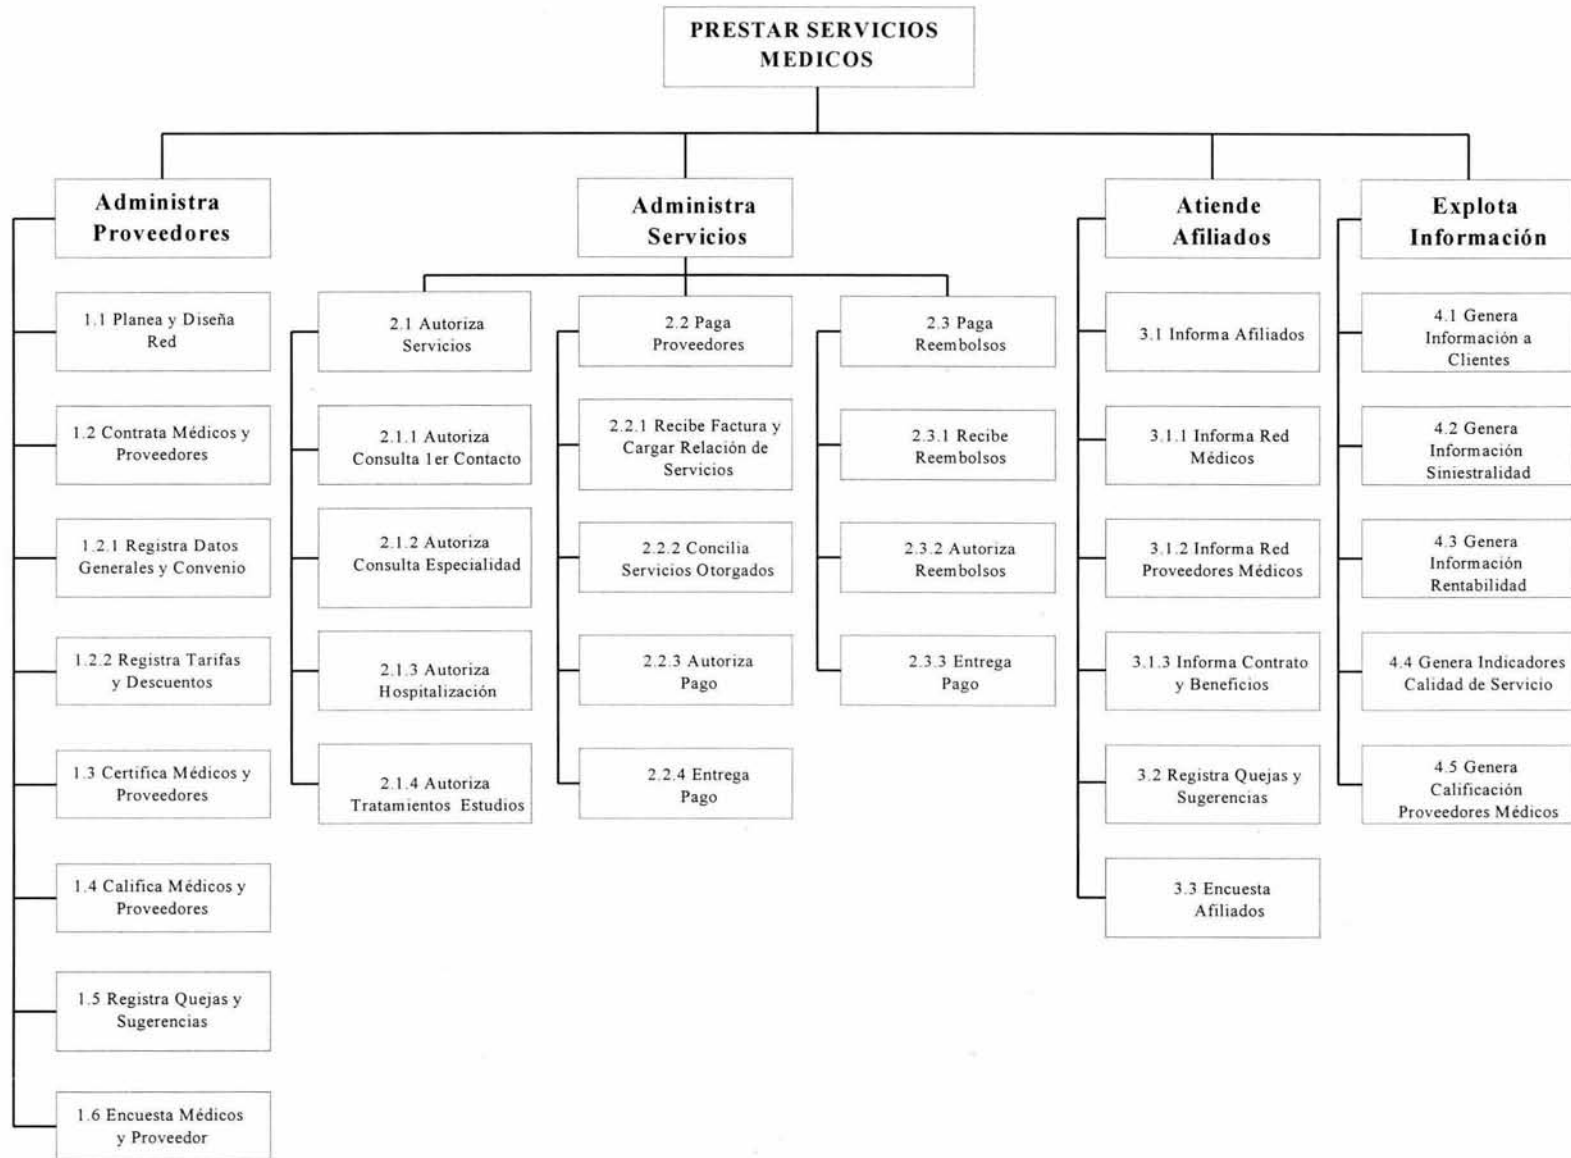 PRESTAR SERVICIOS
MEDICOS
Administra
Proveedores
1.1 Planea y Diseña
Red
1.2 Contrata Médicos y
Proveedores
1.2.1 Registra Datos
Generales y Convenio
1.2.2 Registra Tarifas
y Descuentos
1.3 Certifica Médicos y
Proveedores
1.4 Califica Médicos y
Proveedores
1.5 Registra Quejas y
Sugerencias
1.6 Encuesta Médicos
y Proveedor
Administra
Servicios
2.1 Autoriza
Servicios
2.1.1 Autoriza
Consulta 1er Contacto
2.1.2 Autoriza
Consulta Especialidad
2.1.3 Autoriza
Hospitalización
2.1.4 Autoriza
Tratamientos Estudios
2.2 Paga
Proveedores
2.2.1 Recibe Factura y
Cargar Relación de
Servicios
2.2.2 Concilia
Servicios Otorgados
2.2.3 Autoriza
Pago
2.2.4 Entrega
Pago
2.3 Paga
Reembolsos
2.3.1 Recibe
Reembolsos
2.3.2 Autoriza
Reembolsos
2.3.3 Entrega
Pago
Atiende
Afiliados
3.1 Informa Afiliados
3.1.1 Informa Red
Médicos
3.1.2 Informa Red
Proveedores Médicos
3.1.3 Informa Contrato
y Beneficios
3.2 Registra Quejas y
Sugerencias
3.3 Encuesta
Afiliados
Explota
Información
4.1 Genera
Información a
Clientes
4.2 Genera
Información
Siniestralidad
4.3 Genera
Información
Rentabilidad
4.4 Genera Indicadores
Calidad de Servicio
4.5 Genera
Calificación
Proveedores Médicos